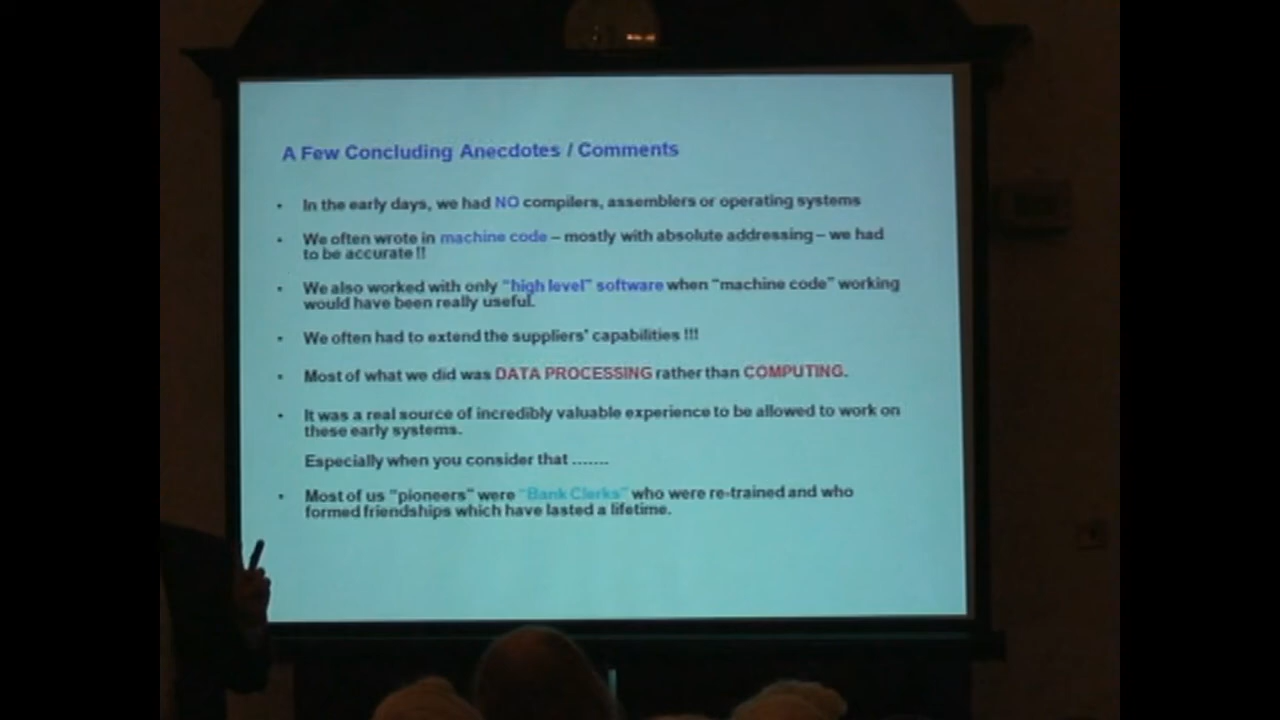 A Few Concluding Anecdotes / Comments
• In the early days, we had NO compilers, assemblers or operating systems
• We often wrote in machine code – mostly with absolute addressing – we had
to be accurate !!
• We also worked with only "high level" software when "machine code" working
would have been really useful.
• We often had to extend the suppliers' capabilities !!!
• Most of what we did was DATA PROCESSING rather than COMPUTING.
• It was a real source of incredibly valuable experience to be allowed to work on
these early systems.
Especially when you consider that .......
• Most of us "pioneers" were "Bank Clerks" who were re-trained and who
formed friendships which have lasted a lifetime.